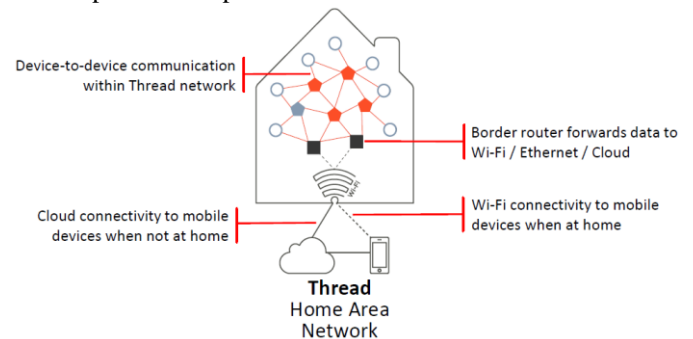 Device-to-device communication
within Thread network
Border router forwards data to
Wi-Fi / Ethernet / Cloud
Wi-Fi
Cloud connectivity to mobile
devices when not at home
Wi-Fi connectivity to mobile
devices when at home
Thread
Home Area
Network